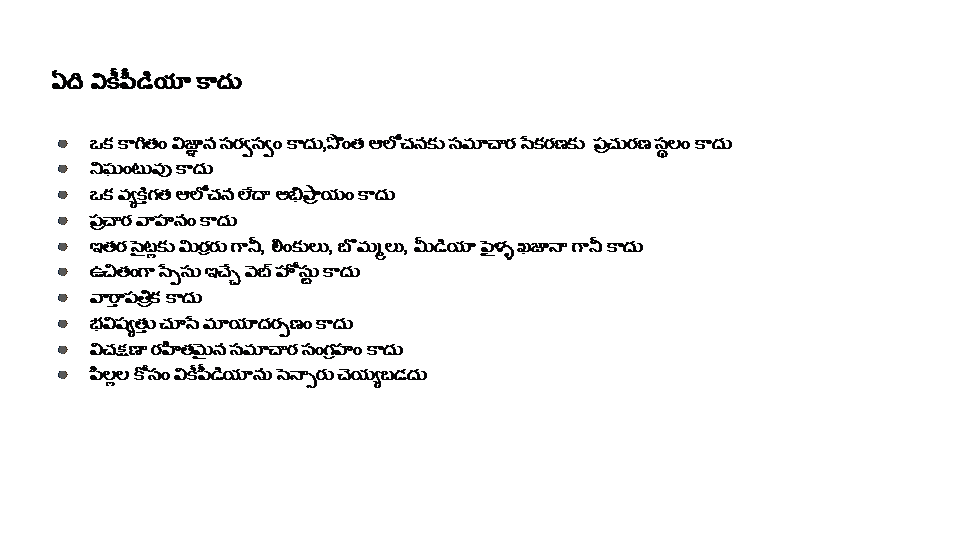 ఏది వికీపీడియా కాదు
● ఒక కాగితం విజ్ఞాన సర్వస్వం కాదు,సొంత ఆలోచనకు సమాచార సేకరణకు ప్రచురణ స్థలం కాదు
● నిఘంటువు కాదు
● ఒక వ్యక్తిగత ఆలోచన లేదా అభిప్రాయం కాదు
● ప్రచార వాహనం కాదు
● ఇతర సైట్లకు మిర్రరు గానీ, లింకులు, బొమ్మలు, మీడియా ఫైళ్ళ ఖజానా గానీ కాదు
● ఉచితంగా స్పేసు ఇచ్చే వెబ్ హోస్టు కాదు
● వార్తాపత్రిక కాదు
● భవిష్యత్తు చూసే మాయాదర్పణం కాదు
● విచక్షణా రహితమైన సమాచార సంగ్రహం కాదు
● పిల్లల కోసం వికీపీడియాను సెన్సారు చెయ్యబడదు